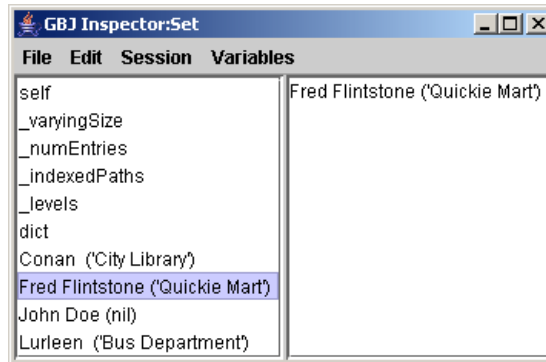 GBJ Inspector:Set
File Edit Session Variables
self
_varyingSize
_numEntries
_indexedPaths
_levels
dict
Conan ('City Library')
Fred Flintstone ('Quickie Mart')
John Doe (nil)
Lurleen ('Bus Department')
Fred Flintstone ('Quickie Mart')